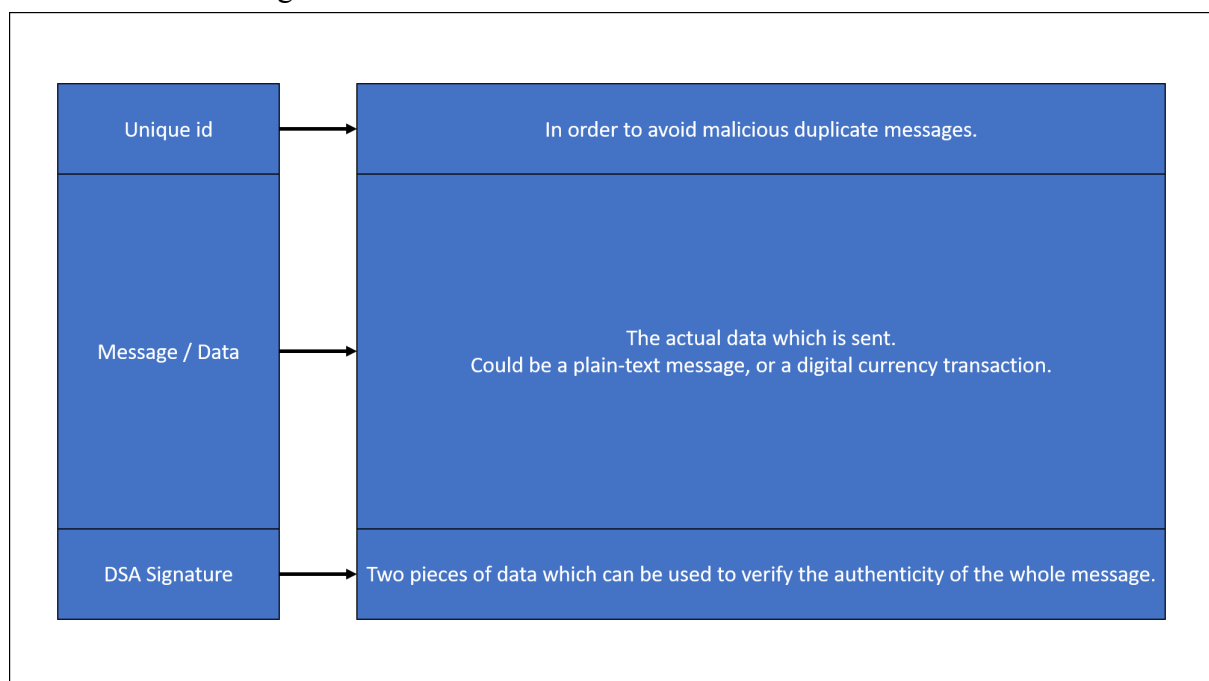 Unique id
In order to avoid malicious duplicate messages.
Message / Data
The actual data which is sent.
Could be a plain-text message, or a digital currency transaction.
DSA Signature
Two pieces of data which can be used to verify the authenticity of the whole message.